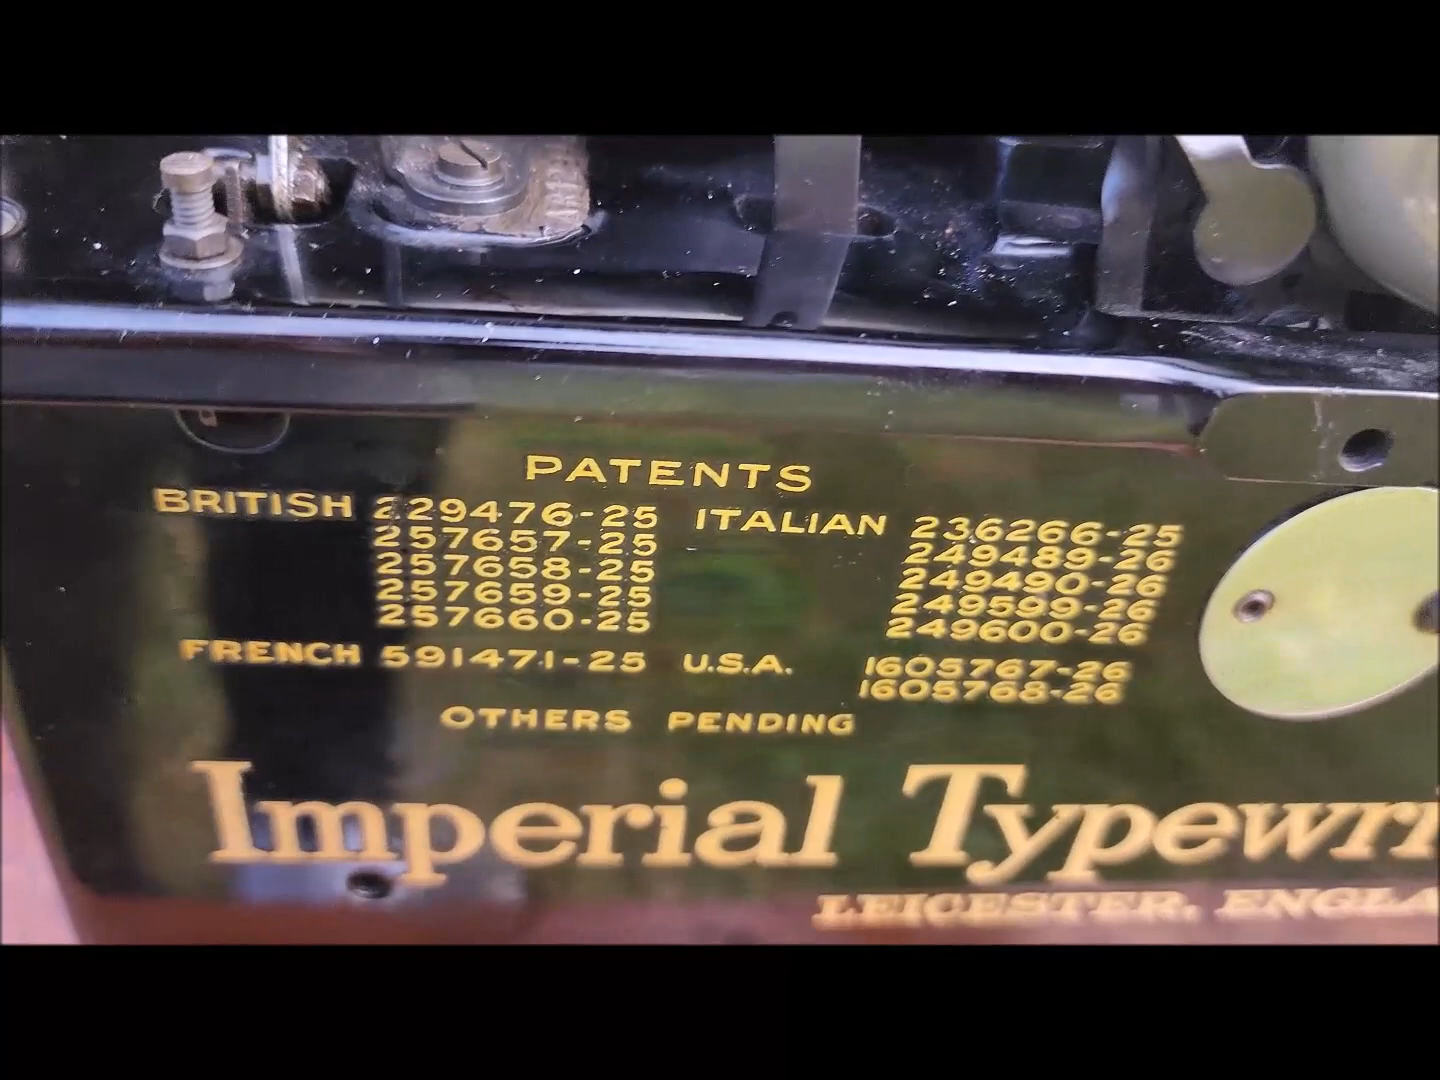 PATENTS
BRITISH 229476-25 ITALIAN 236266-25
257657-25 249489-26
257658-25 249490-26
257659-25 249599-26
257660-25 249600-26
FRENCH 591471-25 U.S.A. 1605767-26
1605768-26
OTHERS PENDING
Imperial Typewri
LEICESTER, ENGLA